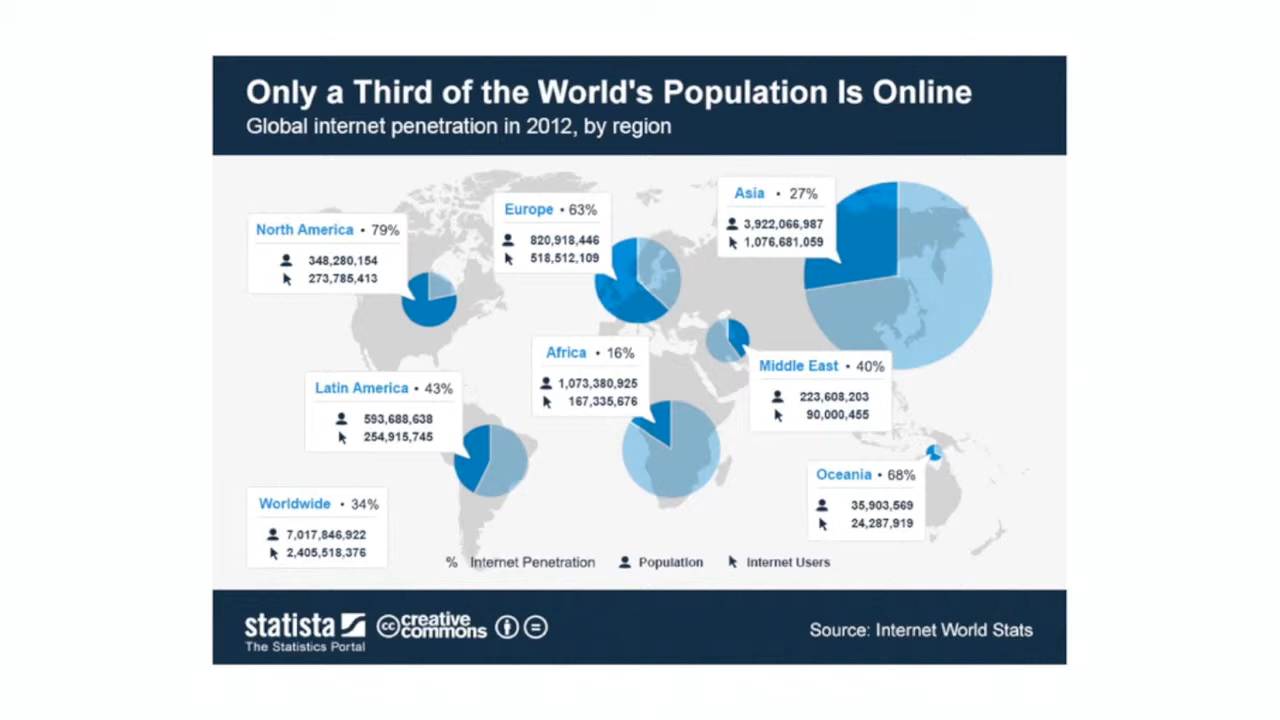 Only a Third of the World's Population Is Online
Global internet penetration in 2012, by region
North America • 79%
348,280,154
273,785,413
Europe • 63%
820,918,446
518,512,109
Asia • 27%
3,922,066,987
1,076,681,059
Africa • 16%
1,073,380,925
167,335,676
Middle East • 40%
223,608,203
90,000,455
Latin America • 43%
593,688,638
254,915,745
Oceania • 68%
35,903,569
24,287,919
Worldwide • 34%
7,017,846,922
2,405,518,376
% Internet Penetration Population Internet Users
statista
The Statistics Portal
cc creative
commons
Source: Internet World Stats